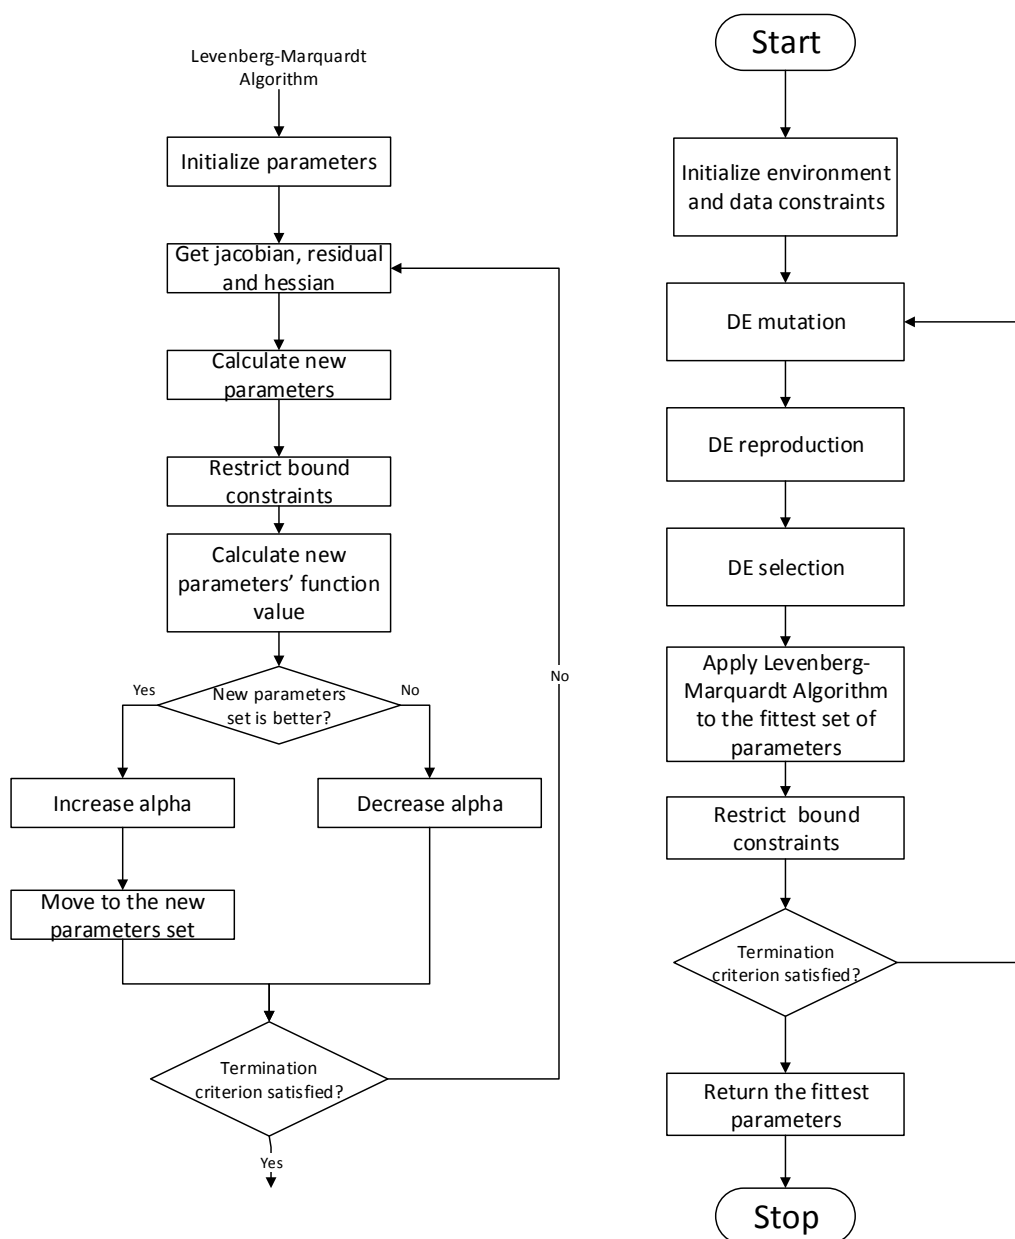 Levenberg-Marquardt
Algorithm
Initialize parameters
Get jacobian, residual
and hessian
Calculate new
parameters
Restrict bound
constraints
Calculate new
parameters’ function
value
New parameters
set is better?
Yes
No
Increase alpha
Decrease alpha
Move to the new
parameters set
Termination
criterion satisfied?
No
Yes
Start
Initialize environment
and data constraints
DE mutation
DE reproduction
DE selection
Apply Levenberg-
Marquardt Algorithm
to the fittest set of
parameters
Restrict bound
constraints
Termination
criterion satisfied?
Return the fittest
parameters
Stop